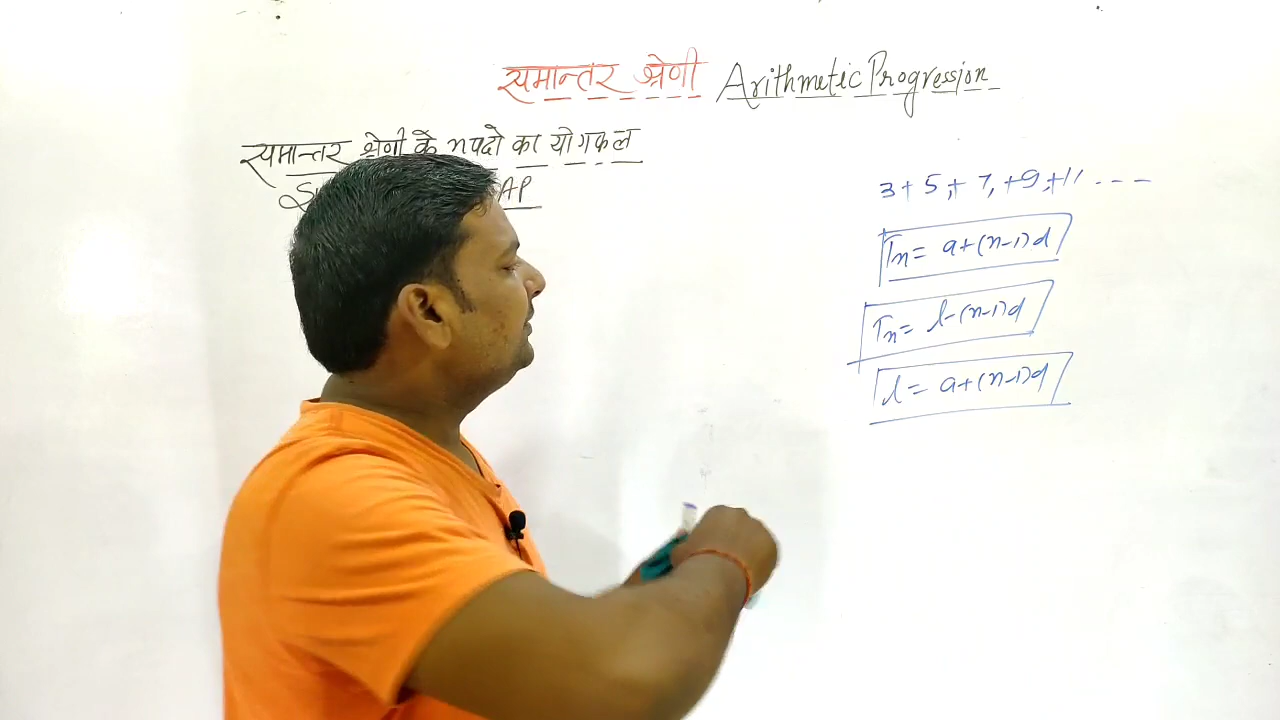 समान्तर श्रेणी Arithmetic Progression
समान्तर श्रेणी के n पदो का योगफल
AP
3 + 5, + 7, + 9, + 11 - - -
Tn = a + (n-1)d
Tn = l - (n-1)d
l = a + (n-1)d